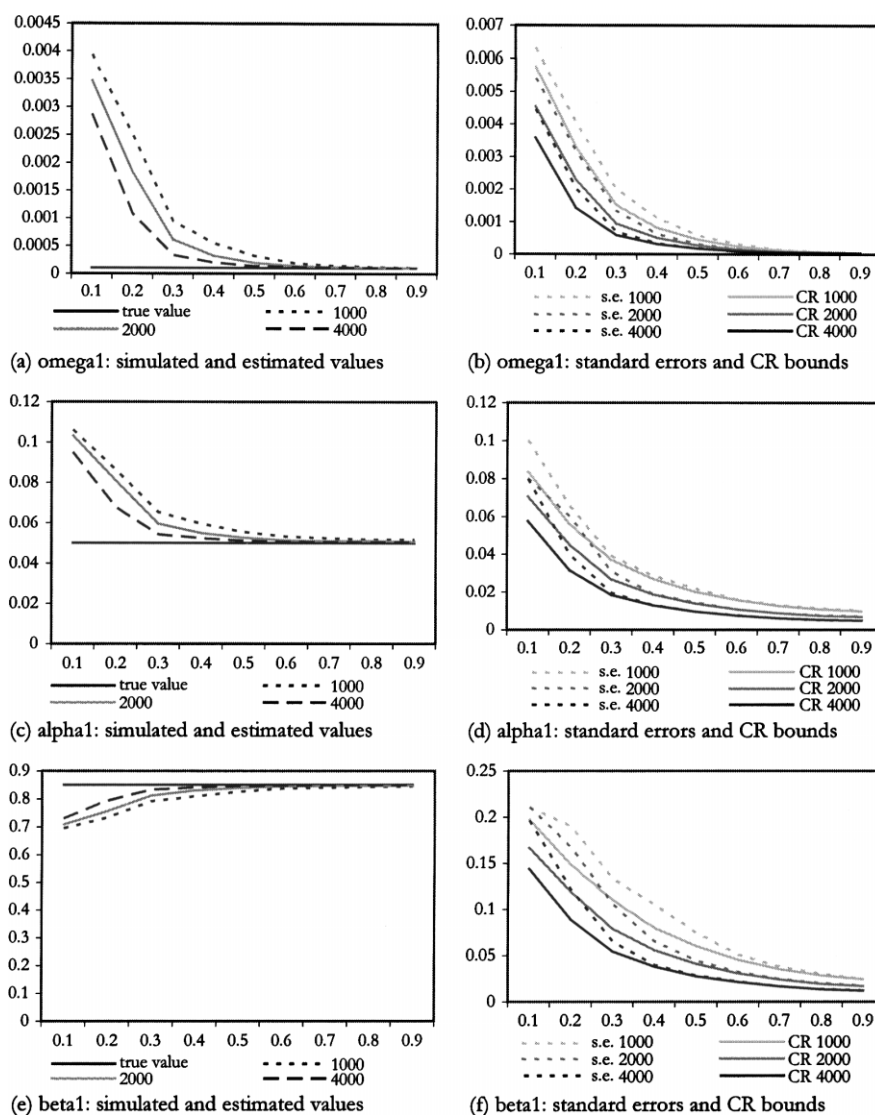 0.0045
0.004
0.0035
0.003
0.0025
0.002
0.0015
0.001
0.0005
0
0.1 0.2 0.3 0.4 0.5 0.6 0.7 0.8 0.9
true value 1000
2000 4000
(a) omega1: simulated and estimated values
0.007
0.006
0.005
0.004
0.003
0.002
0.001
0
0.1 0.2 0.3 0.4 0.5 0.6 0.7 0.8 0.9
s.e. 1000 CR 1000
s.e. 2000 CR 2000
s.e. 4000 CR 4000
(b) omega1: standard errors and CR bounds
0.12
0.1
0.08
0.06
0.04
0.02
0
0.1 0.2 0.3 0.4 0.5 0.6 0.7 0.8 0.9
true value 1000
2000 4000
(c) alpha1: simulated and estimated values
0.12
0.1
0.08
0.06
0.04
0.02
0
0.1 0.2 0.3 0.4 0.5 0.6 0.7 0.8 0.9
s.e. 1000 CR 1000
s.e. 2000 CR 2000
s.e. 4000 CR 4000
(d) alpha1: standard errors and CR bounds
0.9
0.8
0.7
0.6
0.5
0.4
0.3
0.2
0.1
0
0.1 0.2 0.3 0.4 0.5 0.6 0.7 0.8 0.9
true value 1000
2000 4000
(e) beta1: simulated and estimated values
0.25
0.2
0.15
0.1
0.05
0
0.1 0.2 0.3 0.4 0.5 0.6 0.7 0.8 0.9
s.e. 1000 CR 1000
s.e. 2000 CR 2000
s.e. 4000 CR 4000
(f) beta1: standard errors and CR bounds